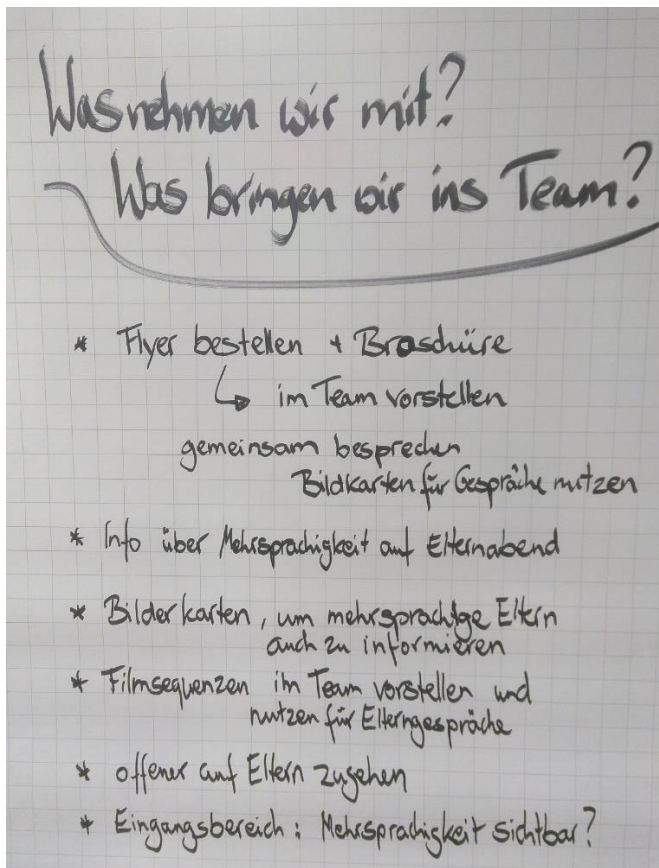 Was nehmen wir mit?
Was bringen wir ins Team?
* Flyer bestellen + Broschüre
↳ im Team vorstellen
gemeinsam besprechen
Bildkarten für Gespräche nutzen
* Info über Mehrsprachigkeit auf Elternabend
* Bilderkarten, um mehrsprachige Eltern
auch zu informieren
* Filmsequenzen im Team vorstellen und
nutzen für Elterngespräche
* offener auf Eltern zugehen
* Eingangsbereich: Mehrsprachigkeit sichtbar?